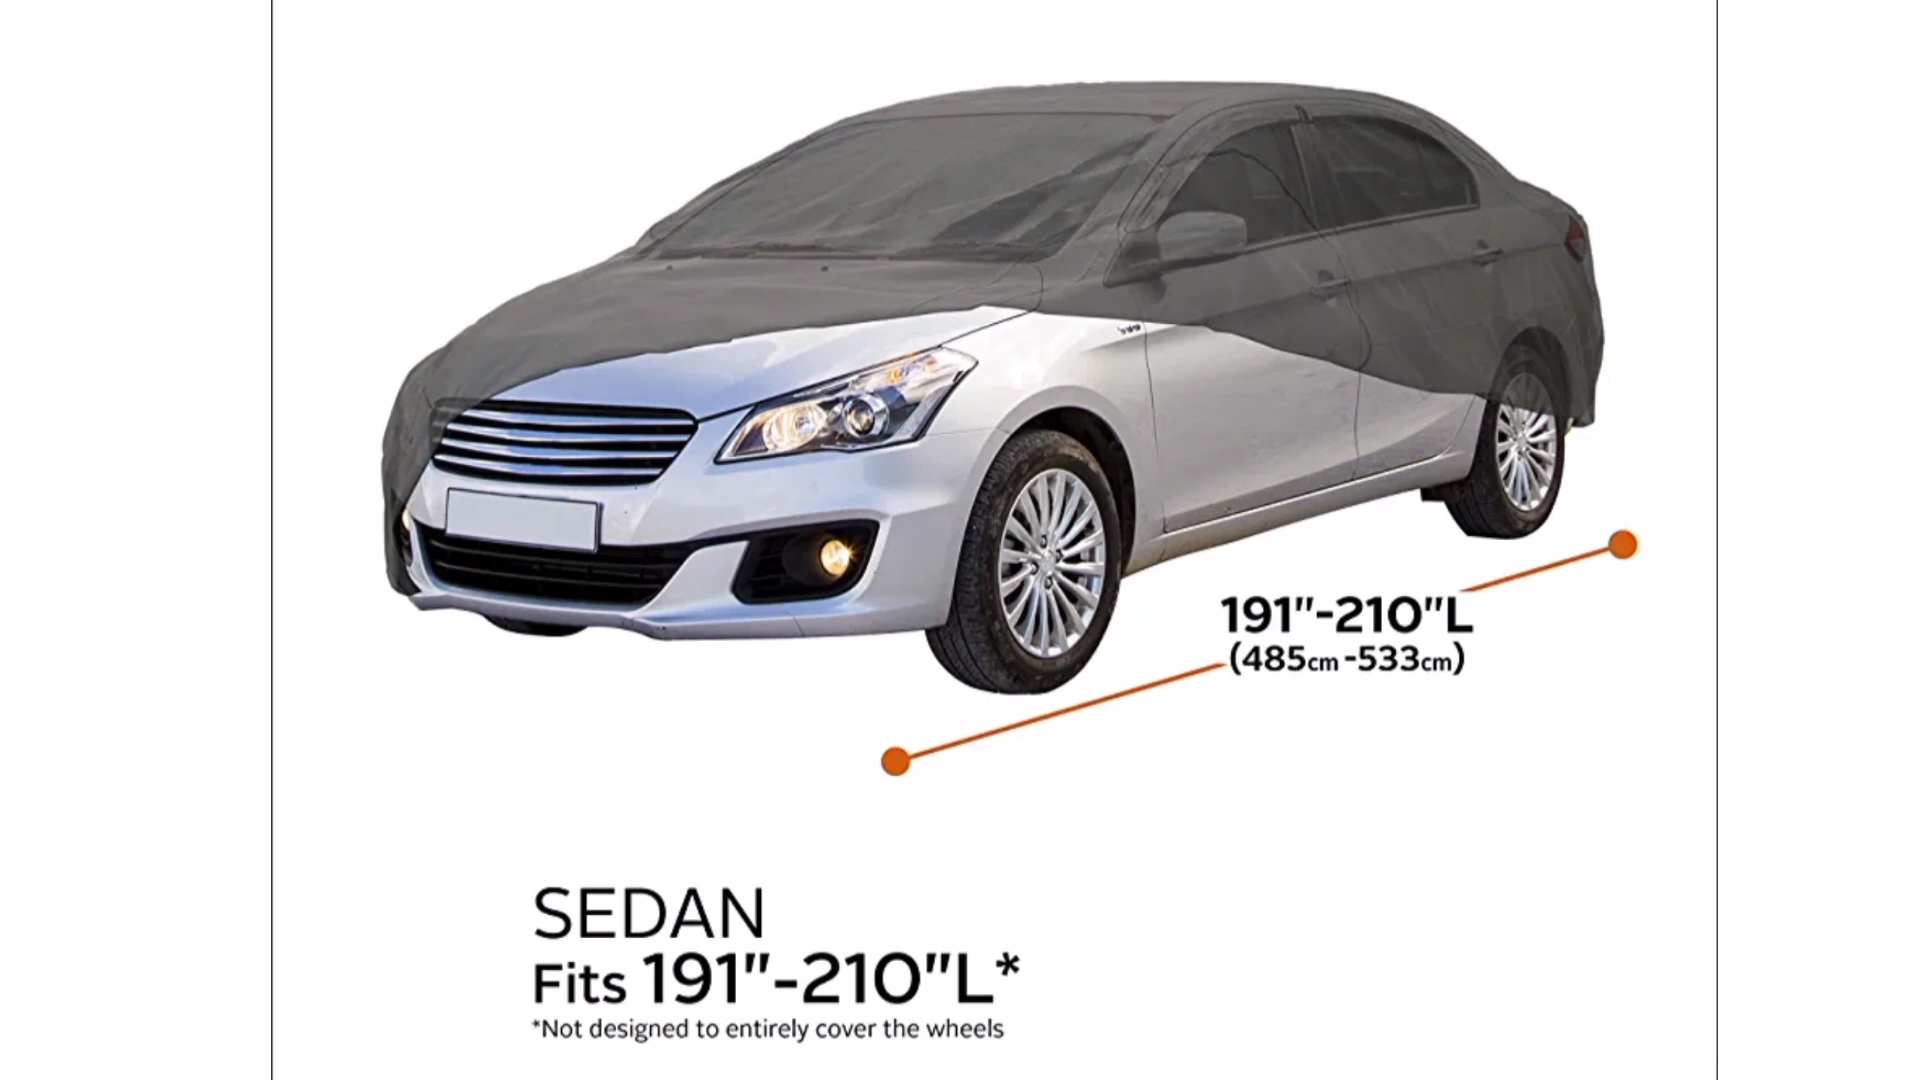 191"-210"L
(485cm-533cm)
SEDAN
Fits 191"-210"L*
*Not designed to entirely cover the wheels